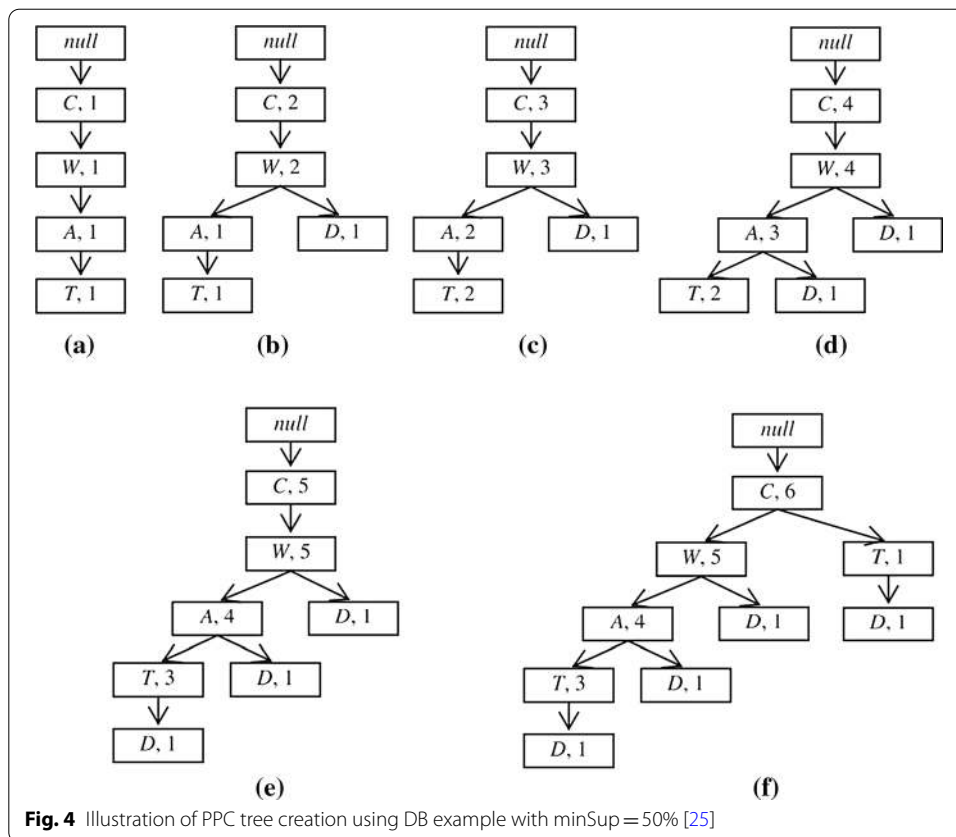 null null null null
C, 1 C, 2 C, 3 C, 4
W, 1 W, 2 W, 3 W, 4
A, 1 A, 1 D, 1 A, 2 D, 1 A, 3 D, 1
T, 1 T, 1 T, 2 T, 2 D, 1
(a) (b) (c) (d)
null null
C, 5 C, 6
W, 5 W, 5 T, 1
A, 4 D, 1 A, 4 D, 1 D, 1
T, 3 D, 1 T, 3 D, 1
D, 1 D, 1
(e) (f)
Fig. 4 Illustration of PPC tree creation using DB example with minSup = 50% [25]